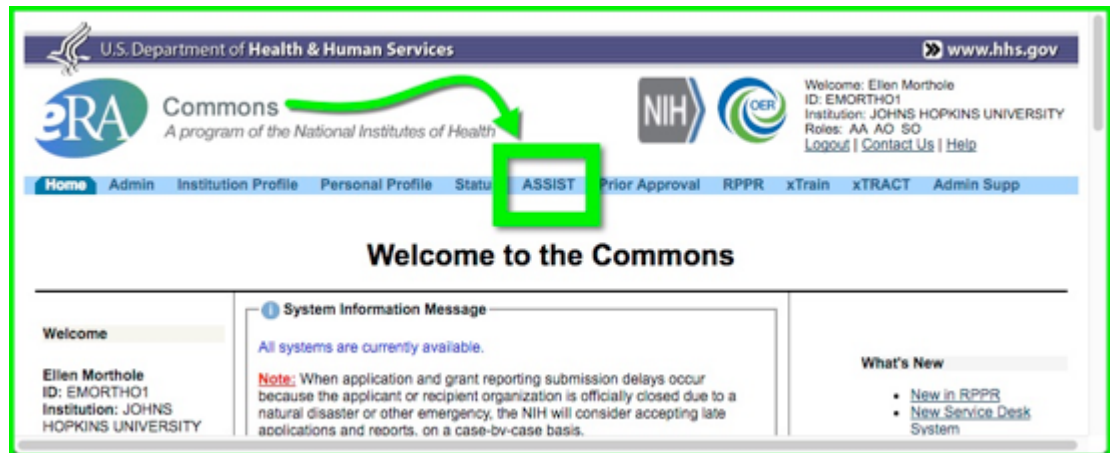 U.S. Department of Health & Human Services
www.hhs.gov
eRA
Commons
A program of the National Institutes of Health
NIH
OER
Welcome: Ellen Morthole
ID: EMORTHO1
Institution: JOHNS HOPKINS UNIVERSITY
Roles: AA AO SO
Logout | Contact Us | Help
Home Admin Institution Profile Personal Profile Statu ASSIST Prior Approval RPPR xTrain xTRACT Admin Supp
Welcome to the Commons
Welcome
Ellen Morthole
ID: EMORTHO1
Institution: JOHNS
HOPKINS UNIVERSITY
System Information Message
All systems are currently available.
Note: When application and grant reporting submission delays occur
because the applicant or recipient organization is officially closed due to a
natural disaster or other emergency, the NIH will consider accepting late
applications and reports, on a case-by-case basis.
What's New
New in RPPR
New Service Desk
System